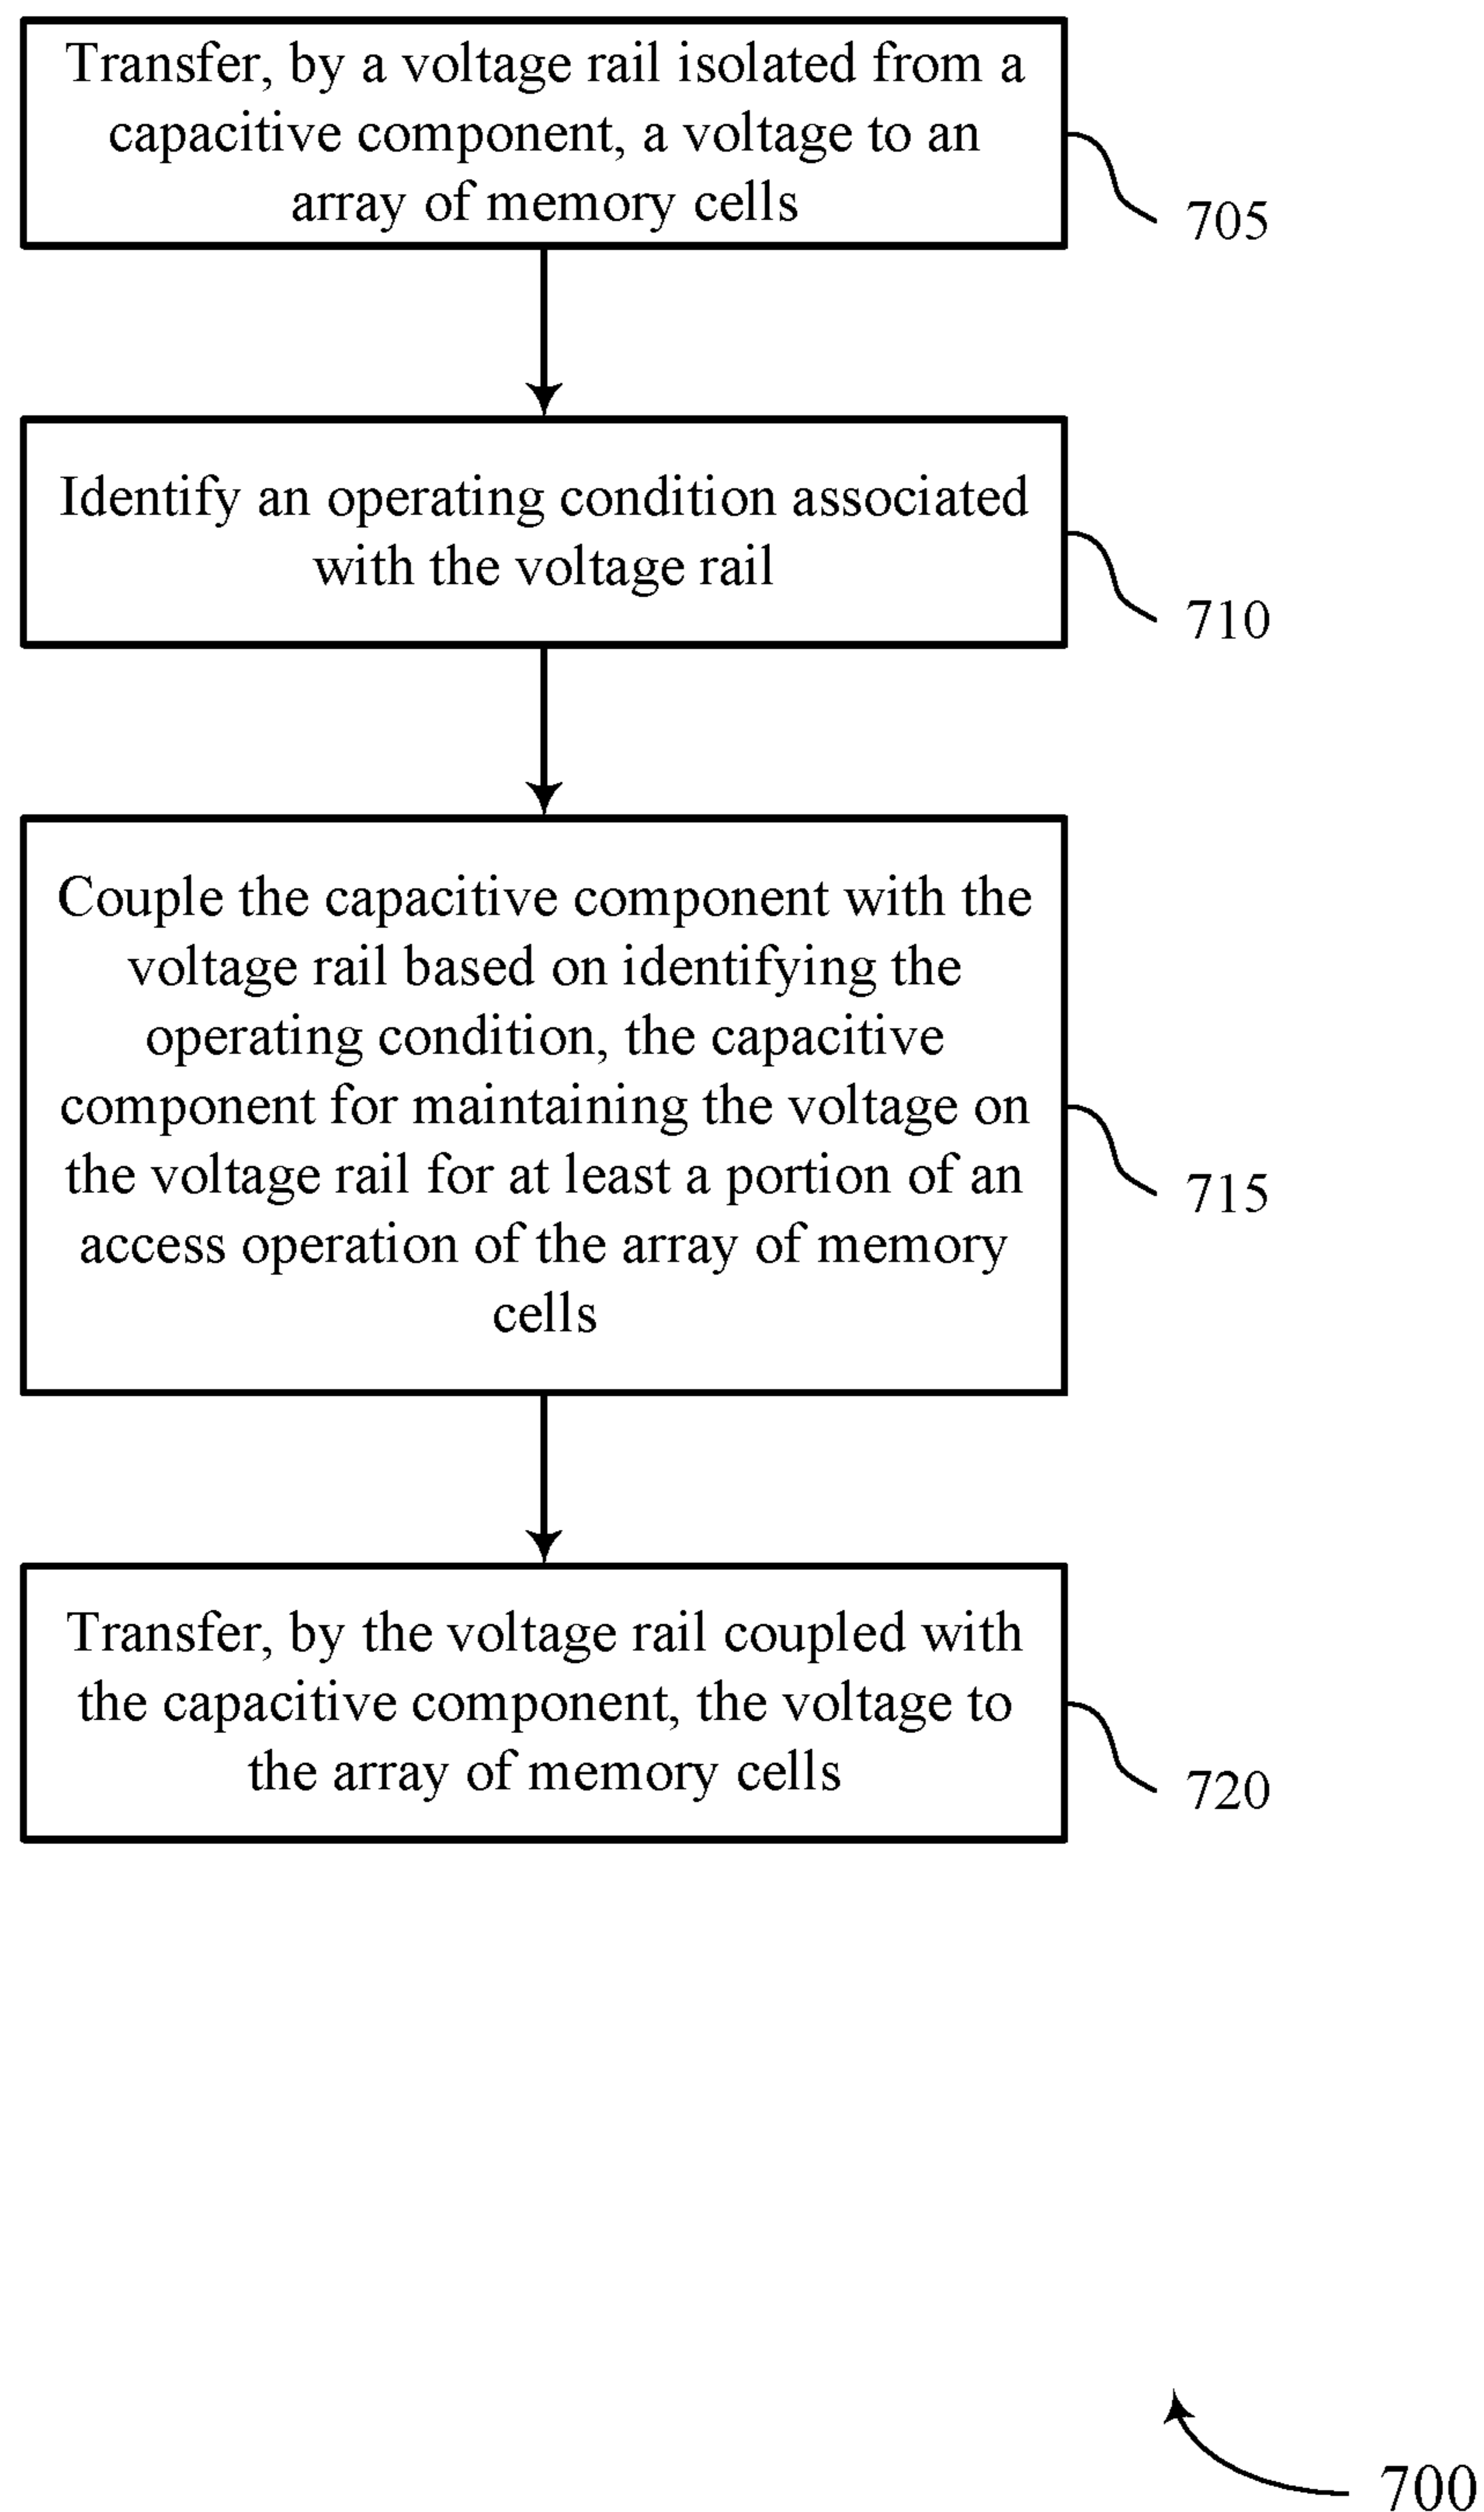 Transfer, by a voltage rail isolated from a
capacitive component, a voltage to an
array of memory cells
705
Identify an operating condition associated
with the voltage rail
710
Couple the capacitive component with the
voltage rail based on identifying the
operating condition, the capacitive
component for maintaining the voltage on
the voltage rail for at least a portion of an
access operation of the array of memory
cells
715
Transfer, by the voltage rail coupled with
the capacitive component, the voltage to
the array of memory cells
720
700